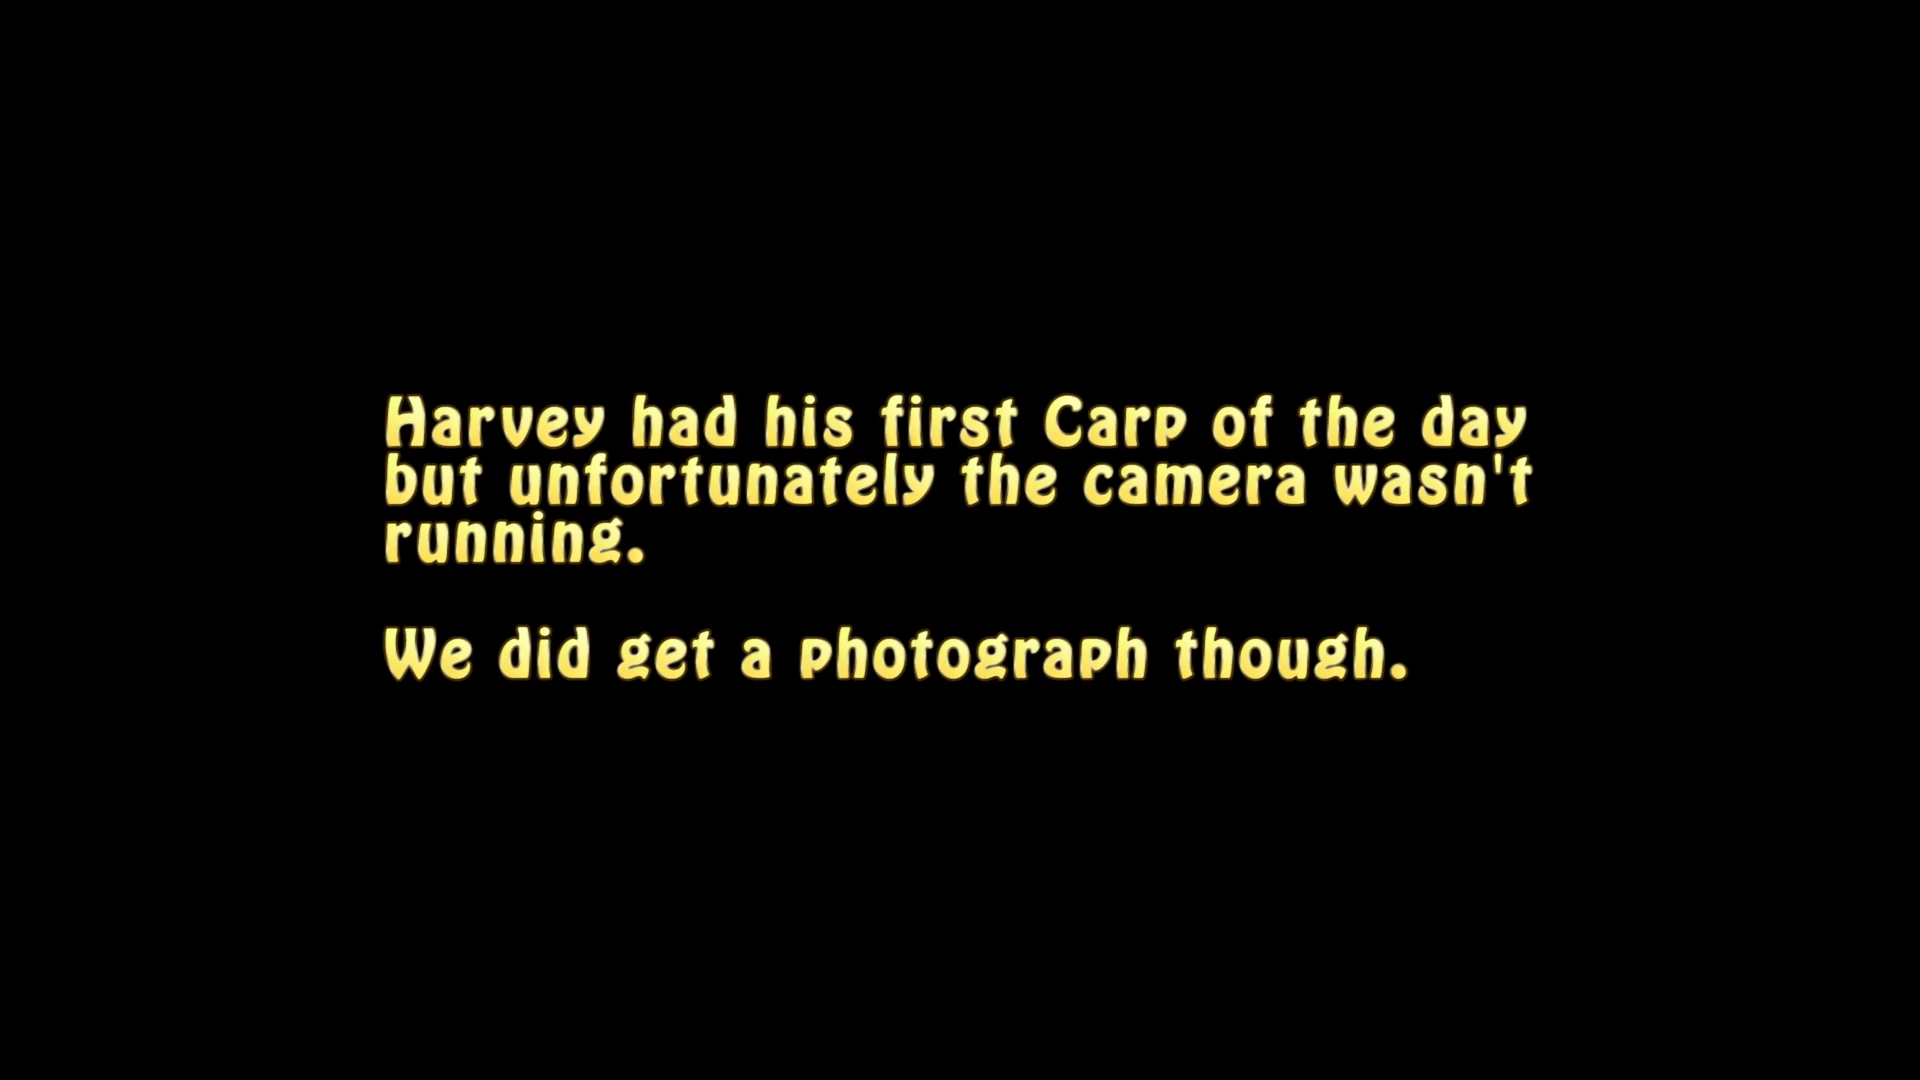 Harvey had his first Carp of the day
but unfortunately the camera wasn't
running.
We did get a photograph though.